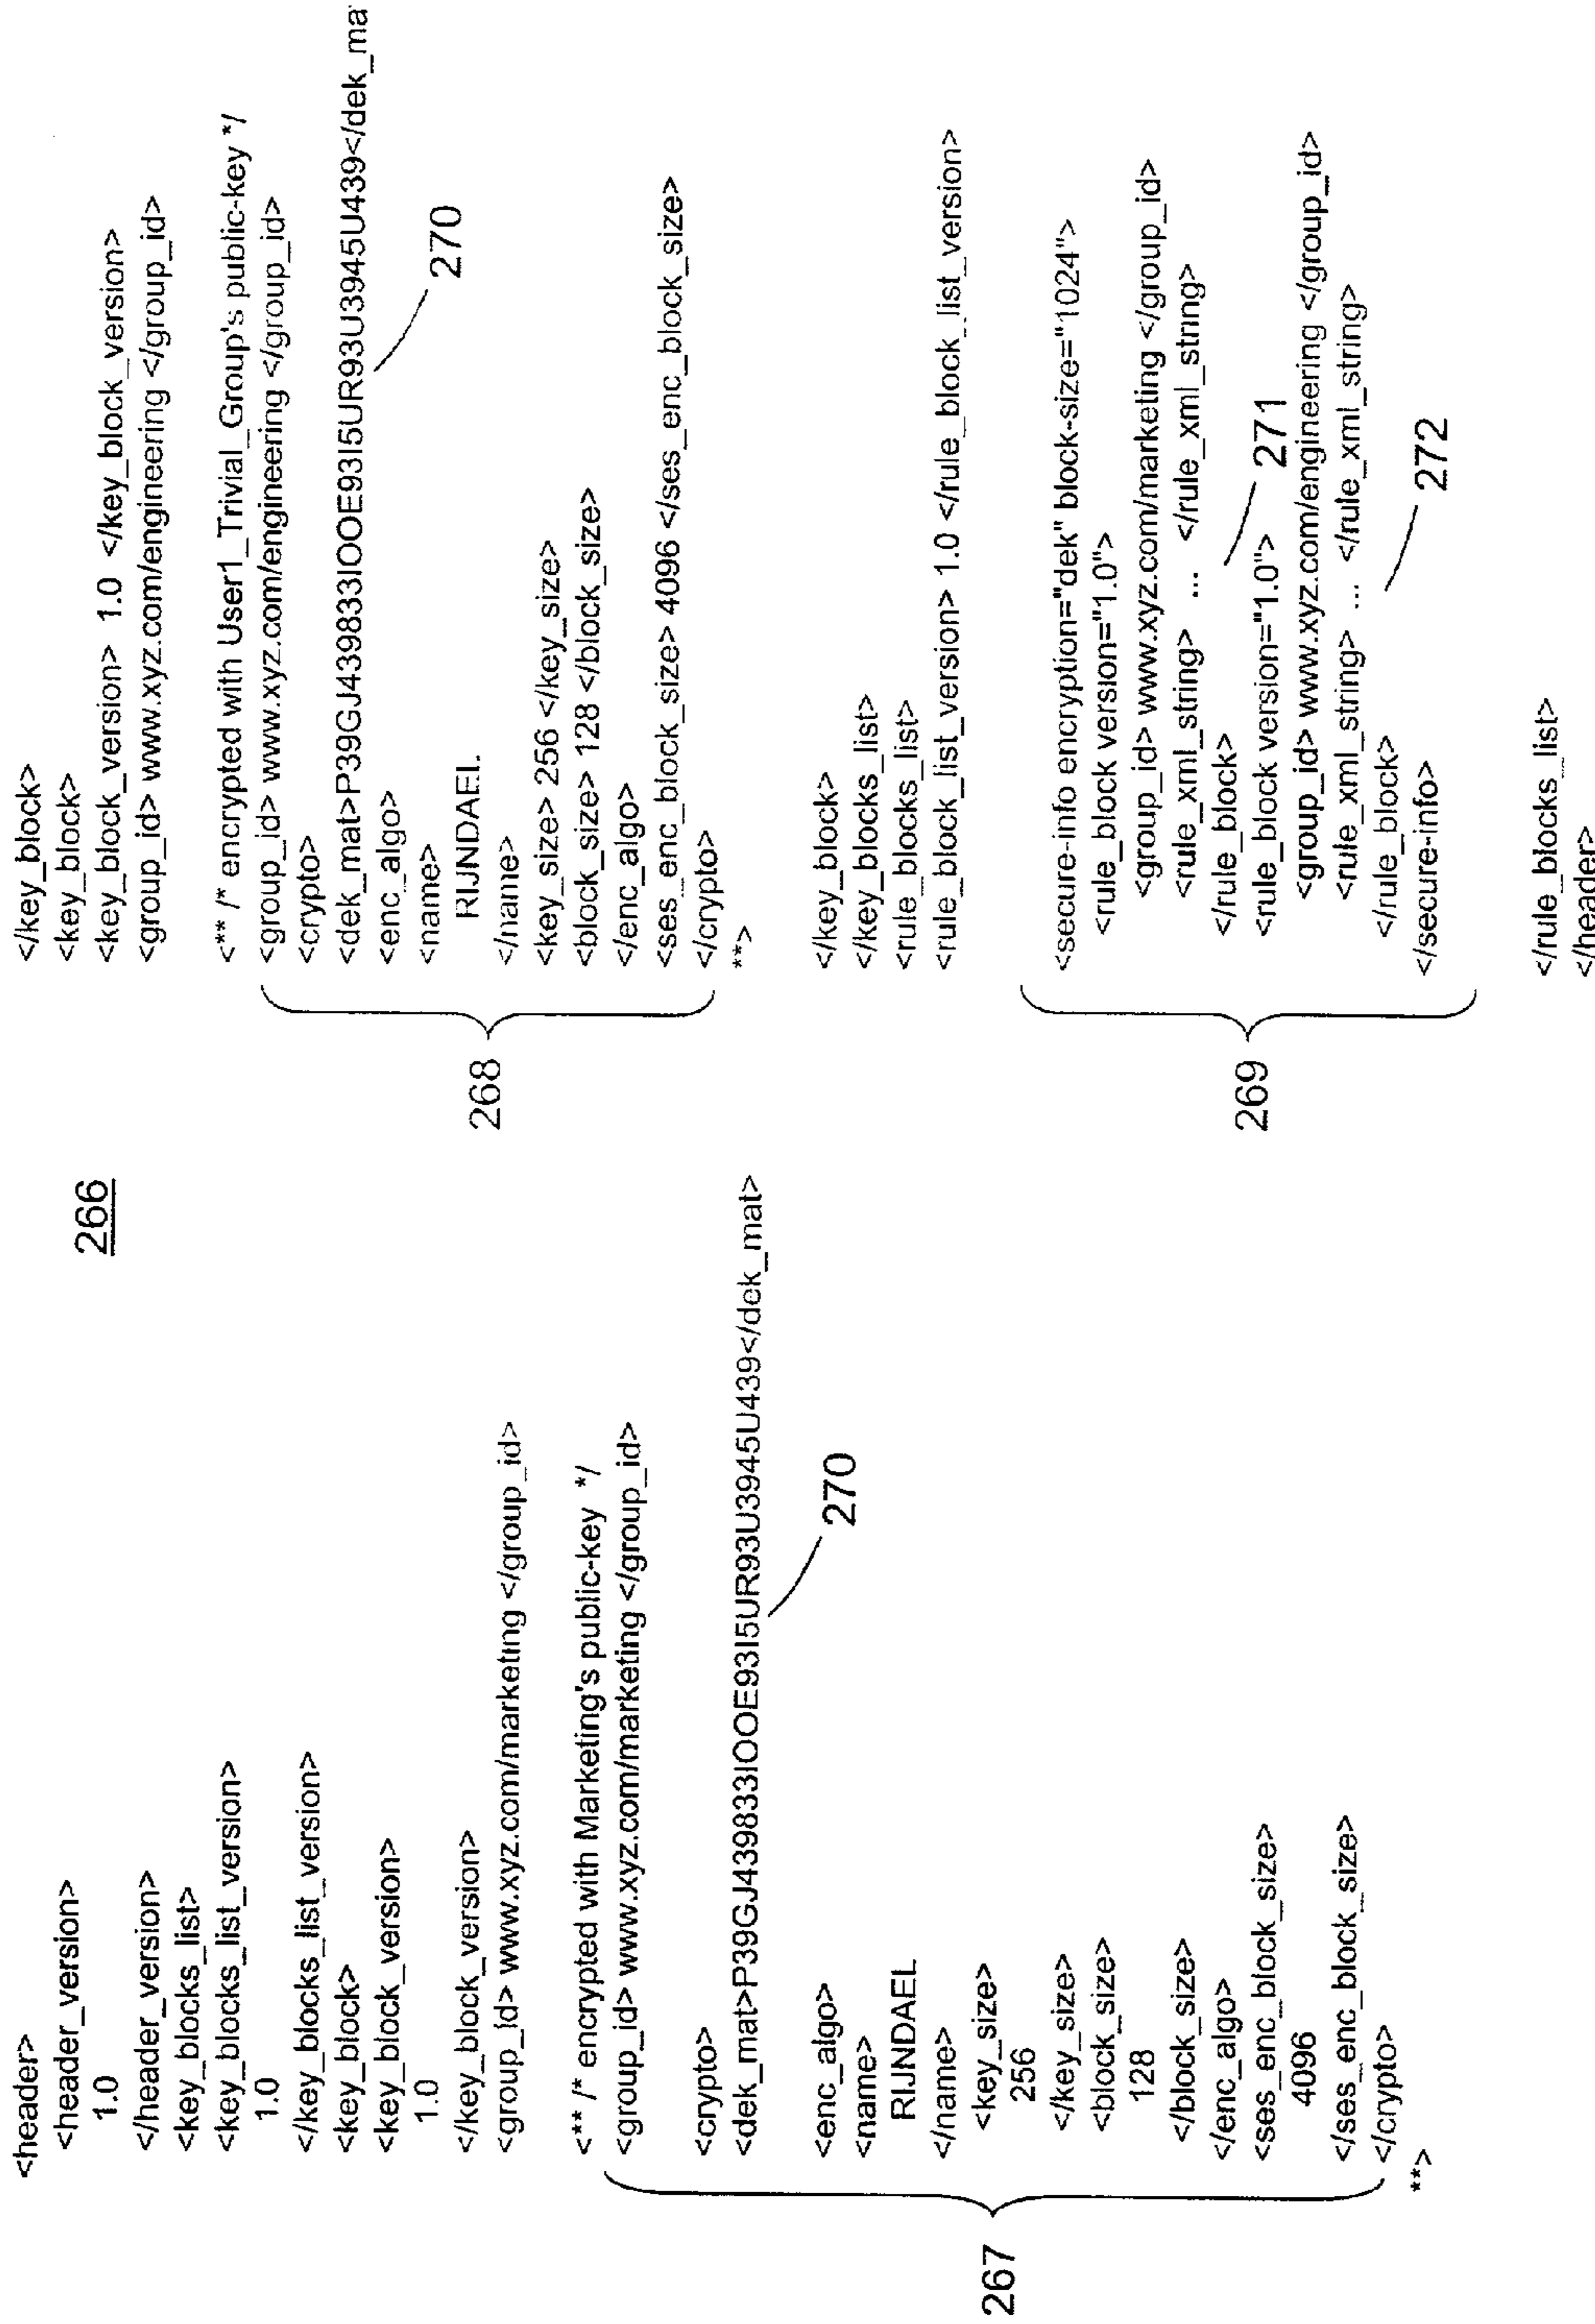 266
<header>
<header_version>
1.0
</header_version>
<key_blocks_list>
<key_blocks_list_version>
1.0
</key_blocks_list_version>
<key_block>
<key_block_version>
1.0
</key_block_version>
<group_id> www.xyz.com/marketing </group_id>
<** /* encrypted with Marketing's public-key */
<group_id> www.xyz.com/marketing </group_id>
<crypto>
<dek_mat>P39GJ439833IOOE93I5UR93U3945U439</dek_mat>
270
<enc_algo>
<name>
RIJNDAEL
</name>
<key_size>
256
</key_size>
<block_size>
128
</block_size>
</enc_algo>
<ses_enc_block_size>
4096
</ses_enc_block_size>
</crypto>
**>
267
</key_block>
<key_block>
<key_block_version> 1.0 </key_block_version>
<group_id> www.xyz.com/engineering </group_id>
<** /* encrypted with User1_Trivial_Group's public-key */
<group_id> www.xyz.com/engineering </group_id>
<crypto>
<dek_mat>P39GJ439833IOOE93I5UR93U3945U439</dek_ma
270
<enc_algo>
<name>
RIJNDAEL
</name>
<key_size> 256 </key_size>
<block_size> 128 </block_size>
</enc_algo>
<ses_enc_block_size> 4096 </ses_enc_block_size>
</crypto>
**>
268
</key_block>
</key_blocks_list>
<rule_blocks_list>
<rule_block_list_version> 1.0 </rule_block_list_version>
<secure-info encryption="dek" block-size="1024">
<rule_block version="1.0">
<group_id> www.xyz.com/marketing </group_id>
<rule_xml_string> ... </rule_xml_string>
</rule_block>
271
<rule_block version="1.0">
<group_id> www.xyz.com/engineering </group_id>
<rule_xml_string> ... </rule_xml_string>
</rule_block>
272
</secure-info>
269
</rule_blocks_list>
</header>